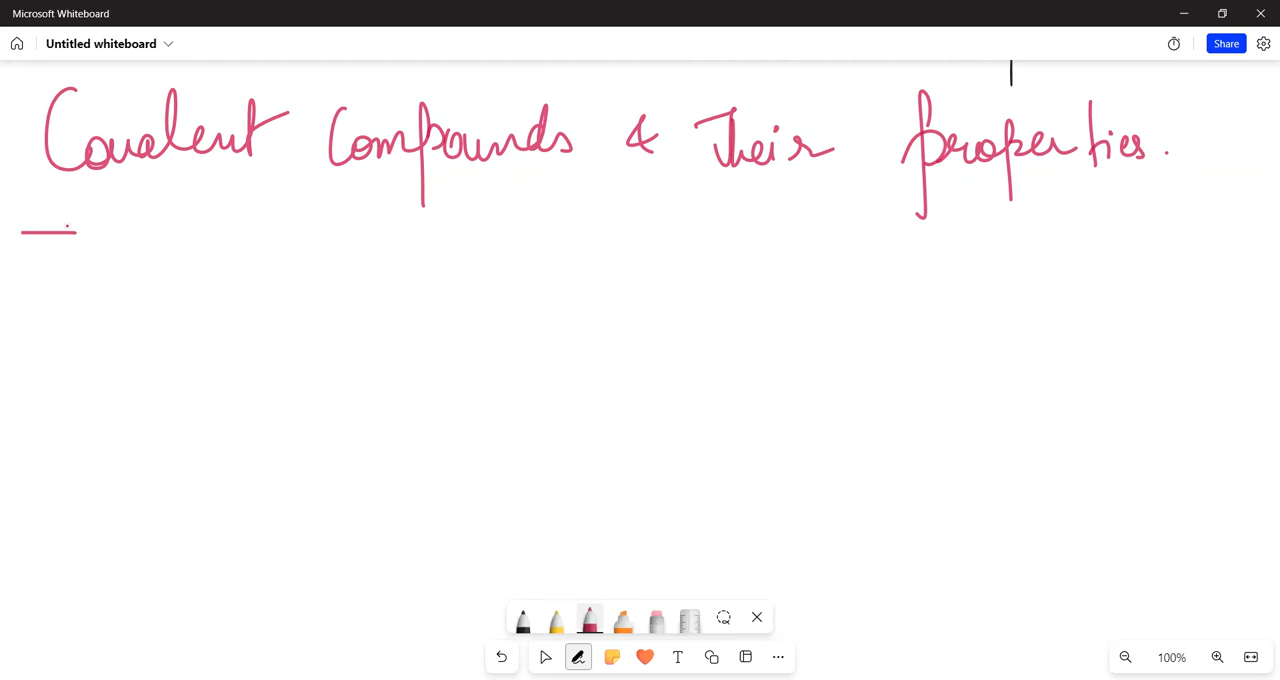 Microsoft Whiteboard
Untitled whiteboard
Share
Covalent Compounds & Their properties.
T
100%